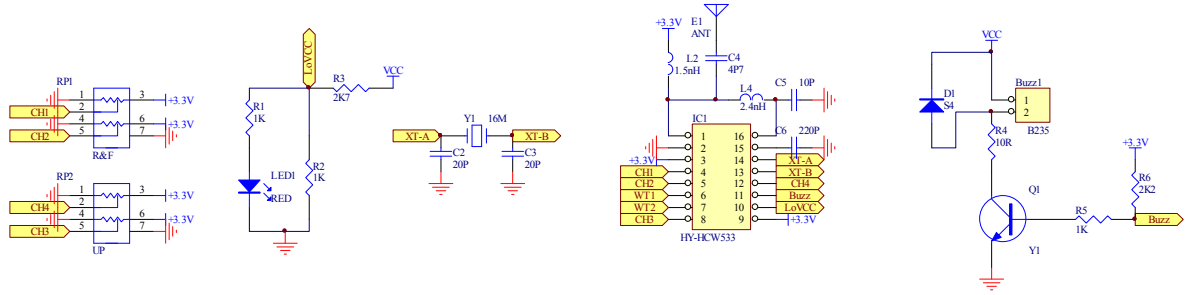 RP1
1
2
4
5
3
6
7
CH1
CH2
+3.3V
+3.3V
R&F
RP2
1
2
4
5
3
6
7
CH4
CH3
+3.3V
+3.3V
UP
LoVCC
R3
2K7
VCC
R1
1K
R2
1K
LED1
RED
XT-A
Y1
16M
XT-B
C2
20P
C3
20P
+3.3V
E1
ANT
L2
1.5nH
C4
4P7
L4
2.4nH
C5
10P
C6
220P
IC1
1
2
3
4
5
6
7
8
16
15
14
13
12
11
10
9
+3.3V
CH1
CH2
WT1
WT2
CH3
XT-A
XT-B
CH4
Buzz
LoVCC
+3.3V
HY-HCW533
VCC
D1
S4
Buzz1
1
2
B235
R4
10R
Q1
Y1
R5
1K
+3.3V
R6
2K2
Buzz